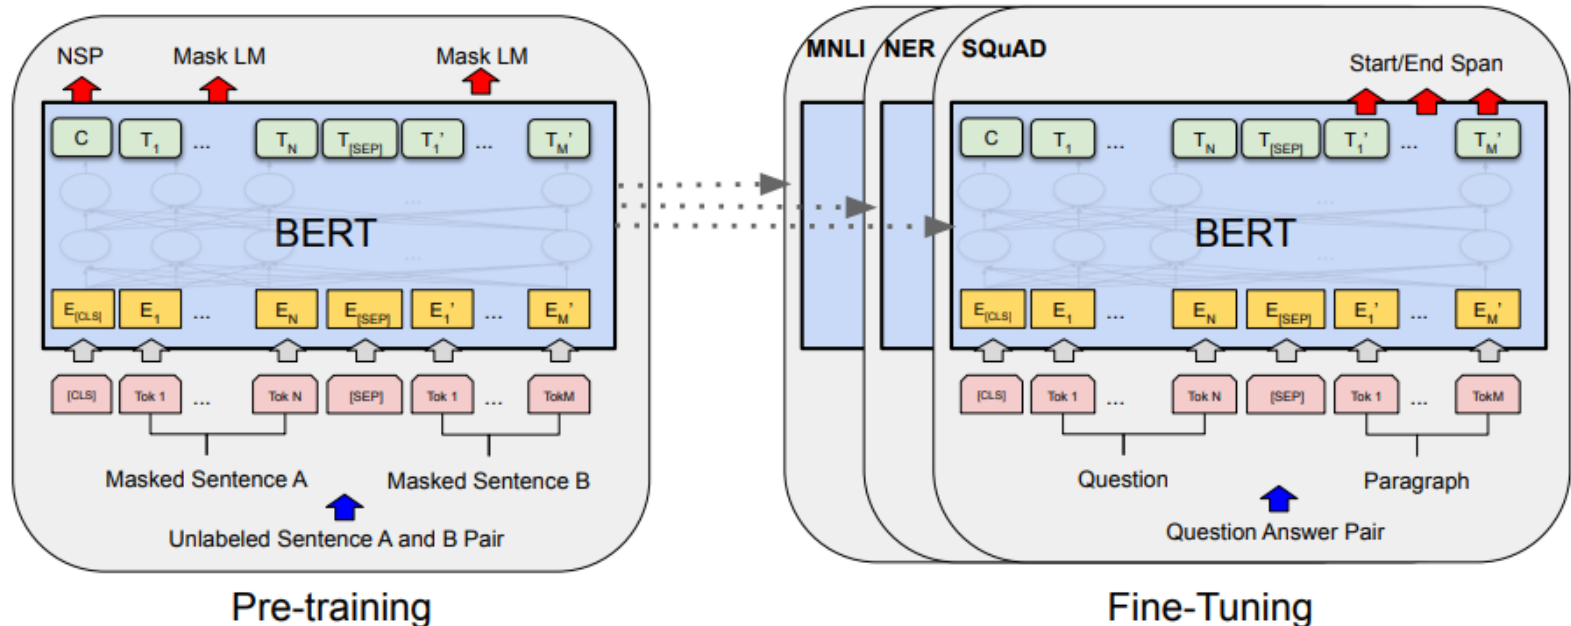 NSP Mask LM Mask LM
C T1 ... TN T[SEP] T1' ... TM'
BERT
E[CLS] E1 ... EN E[SEP] E1' ... EM'
[CLS] Tok 1 ... Tok N [SEP] Tok 1 ... TokM
Masked Sentence A Masked Sentence B
Unlabeled Sentence A and B Pair
Pre-training
MNLI NER SQuAD
Start/End Span
C T1 ... TN T[SEP] T1' ... TM'
BERT
E[CLS] E1 ... EN E[SEP] E1' ... EM'
[CLS] Tok 1 ... Tok N [SEP] Tok 1 ... TokM
Question Paragraph
Question Answer Pair
Fine-Tuning